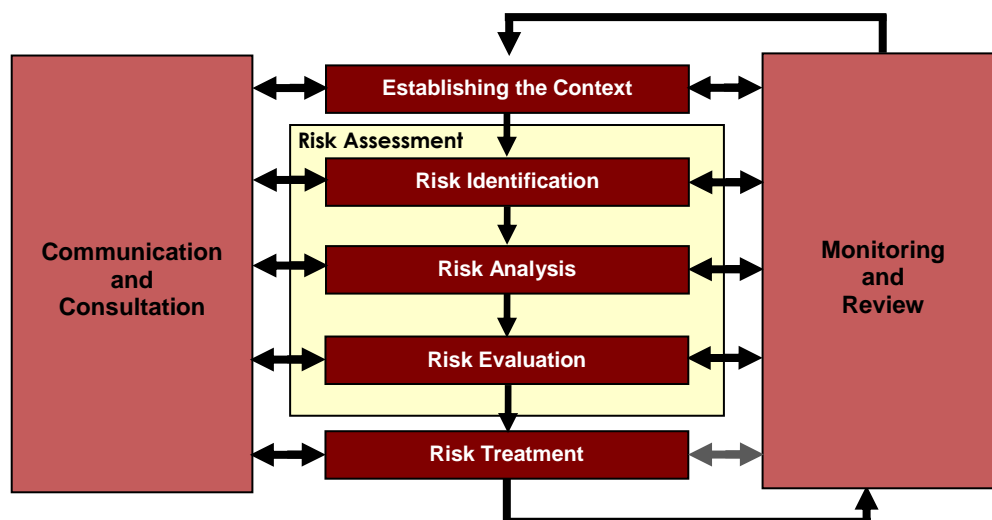 Establishing the Context
Risk Assessment
Risk Identification
Communication
and
Consultation
Risk Analysis
Monitoring
and
Review
Risk Evaluation
Risk Treatment